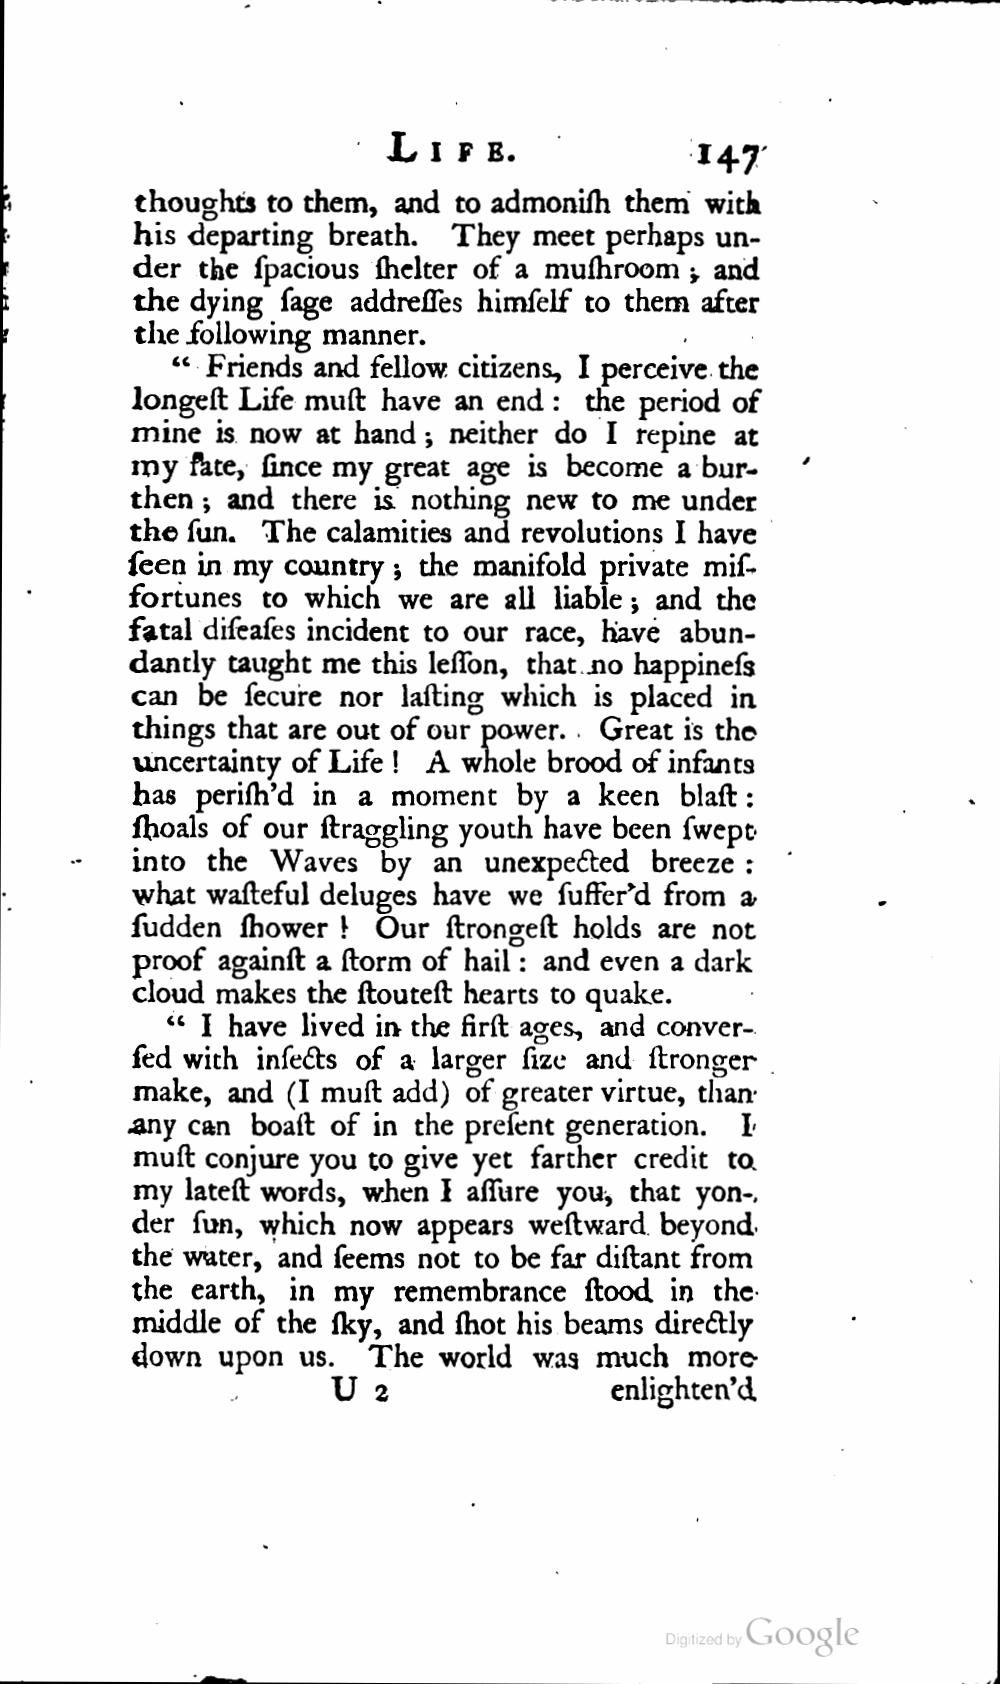 LIFE. 147
thoughts to them, and to admoniſh them with
his departing breath. They meet perhaps un-
der the ſpacious ſhelter of a muſhroom ; and
the dying ſage addreſſes himſelf to them after
the following manner.
“ Friends and fellow citizens, I perceive the
longeſt Life muſt have an end : the period of
mine is now at hand ; neither do I repine at
my fate, ſince my great age is become a bur-
then ; and there is nothing new to me under
the ſun. The calamities and revolutions I have
ſeen in my country ; the manifold private miſ-
fortunes to which we are all liable ; and the
fatal diſeaſes incident to our race, have abun-
dantly taught me this leſſon, that no happineſs
can be ſecure nor laſting which is placed in
things that are out of our power. Great is the
uncertainty of Life ! A whole brood of infants
has periſh’d in a moment by a keen blaſt :
ſhoals of our ſtraggling youth have been ſwept
into the Waves by an unexpected breeze :
what waſteful deluges have we ſuffer’d from a
ſudden ſhower ! Our ſtrongeſt holds are not
proof againſt a ſtorm of hail : and even a dark
cloud makes the ſtouteſt hearts to quake.
“ I have lived in the firſt ages, and conver-
ſed with inſects of a larger ſize and ſtronger
make, and (I muſt add) of greater virtue, than
any can boaſt of in the preſent generation. I
muſt conjure you to give yet farther credit to
my lateſt words, when I aſſure you, that yon-
der ſun, which now appears weſtward beyond
the water, and ſeems not to be far diſtant from
the earth, in my remembrance ſtood in the
middle of the ſky, and ſhot his beams directly
down upon us. The world was much more
U 2 enlighten’d
Digitized by Google